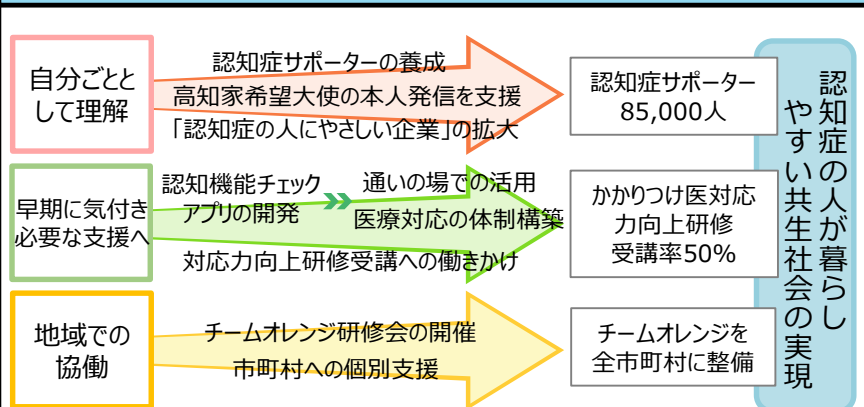 自分ごとと
して理解
認知症サポーターの養成
高知家希望大使の本人発信を支援
「認知症の人にやさしい企業」の拡大
認知症サポーター
85,000人
早期に気付き
必要な支援へ
認知機能チェック
アプリの開発
通いの場での活用
医療対応の体制構築
対応力向上研修受講への働きかけ
かかりつけ医対応
力向上研修
受講率50%
地域での
協働
チームオレンジ研修会の開催
市町村への個別支援
チームオレンジを
全市町村に整備
認知症の人が暮らし
やすい共生社会の実現